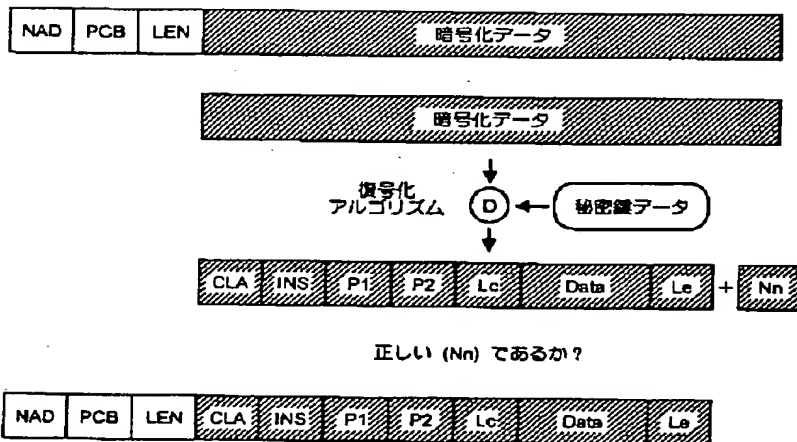 NAD PCB LEN 暗号化データ
暗号化データ
復号化
アルゴリズム D 秘密鍵データ
CLA INS P1 P2 Lc Data Le + Nn
正しい (Nn) であるか?
NAD PCB LEN CLA INS P1 P2 Lc Data Le